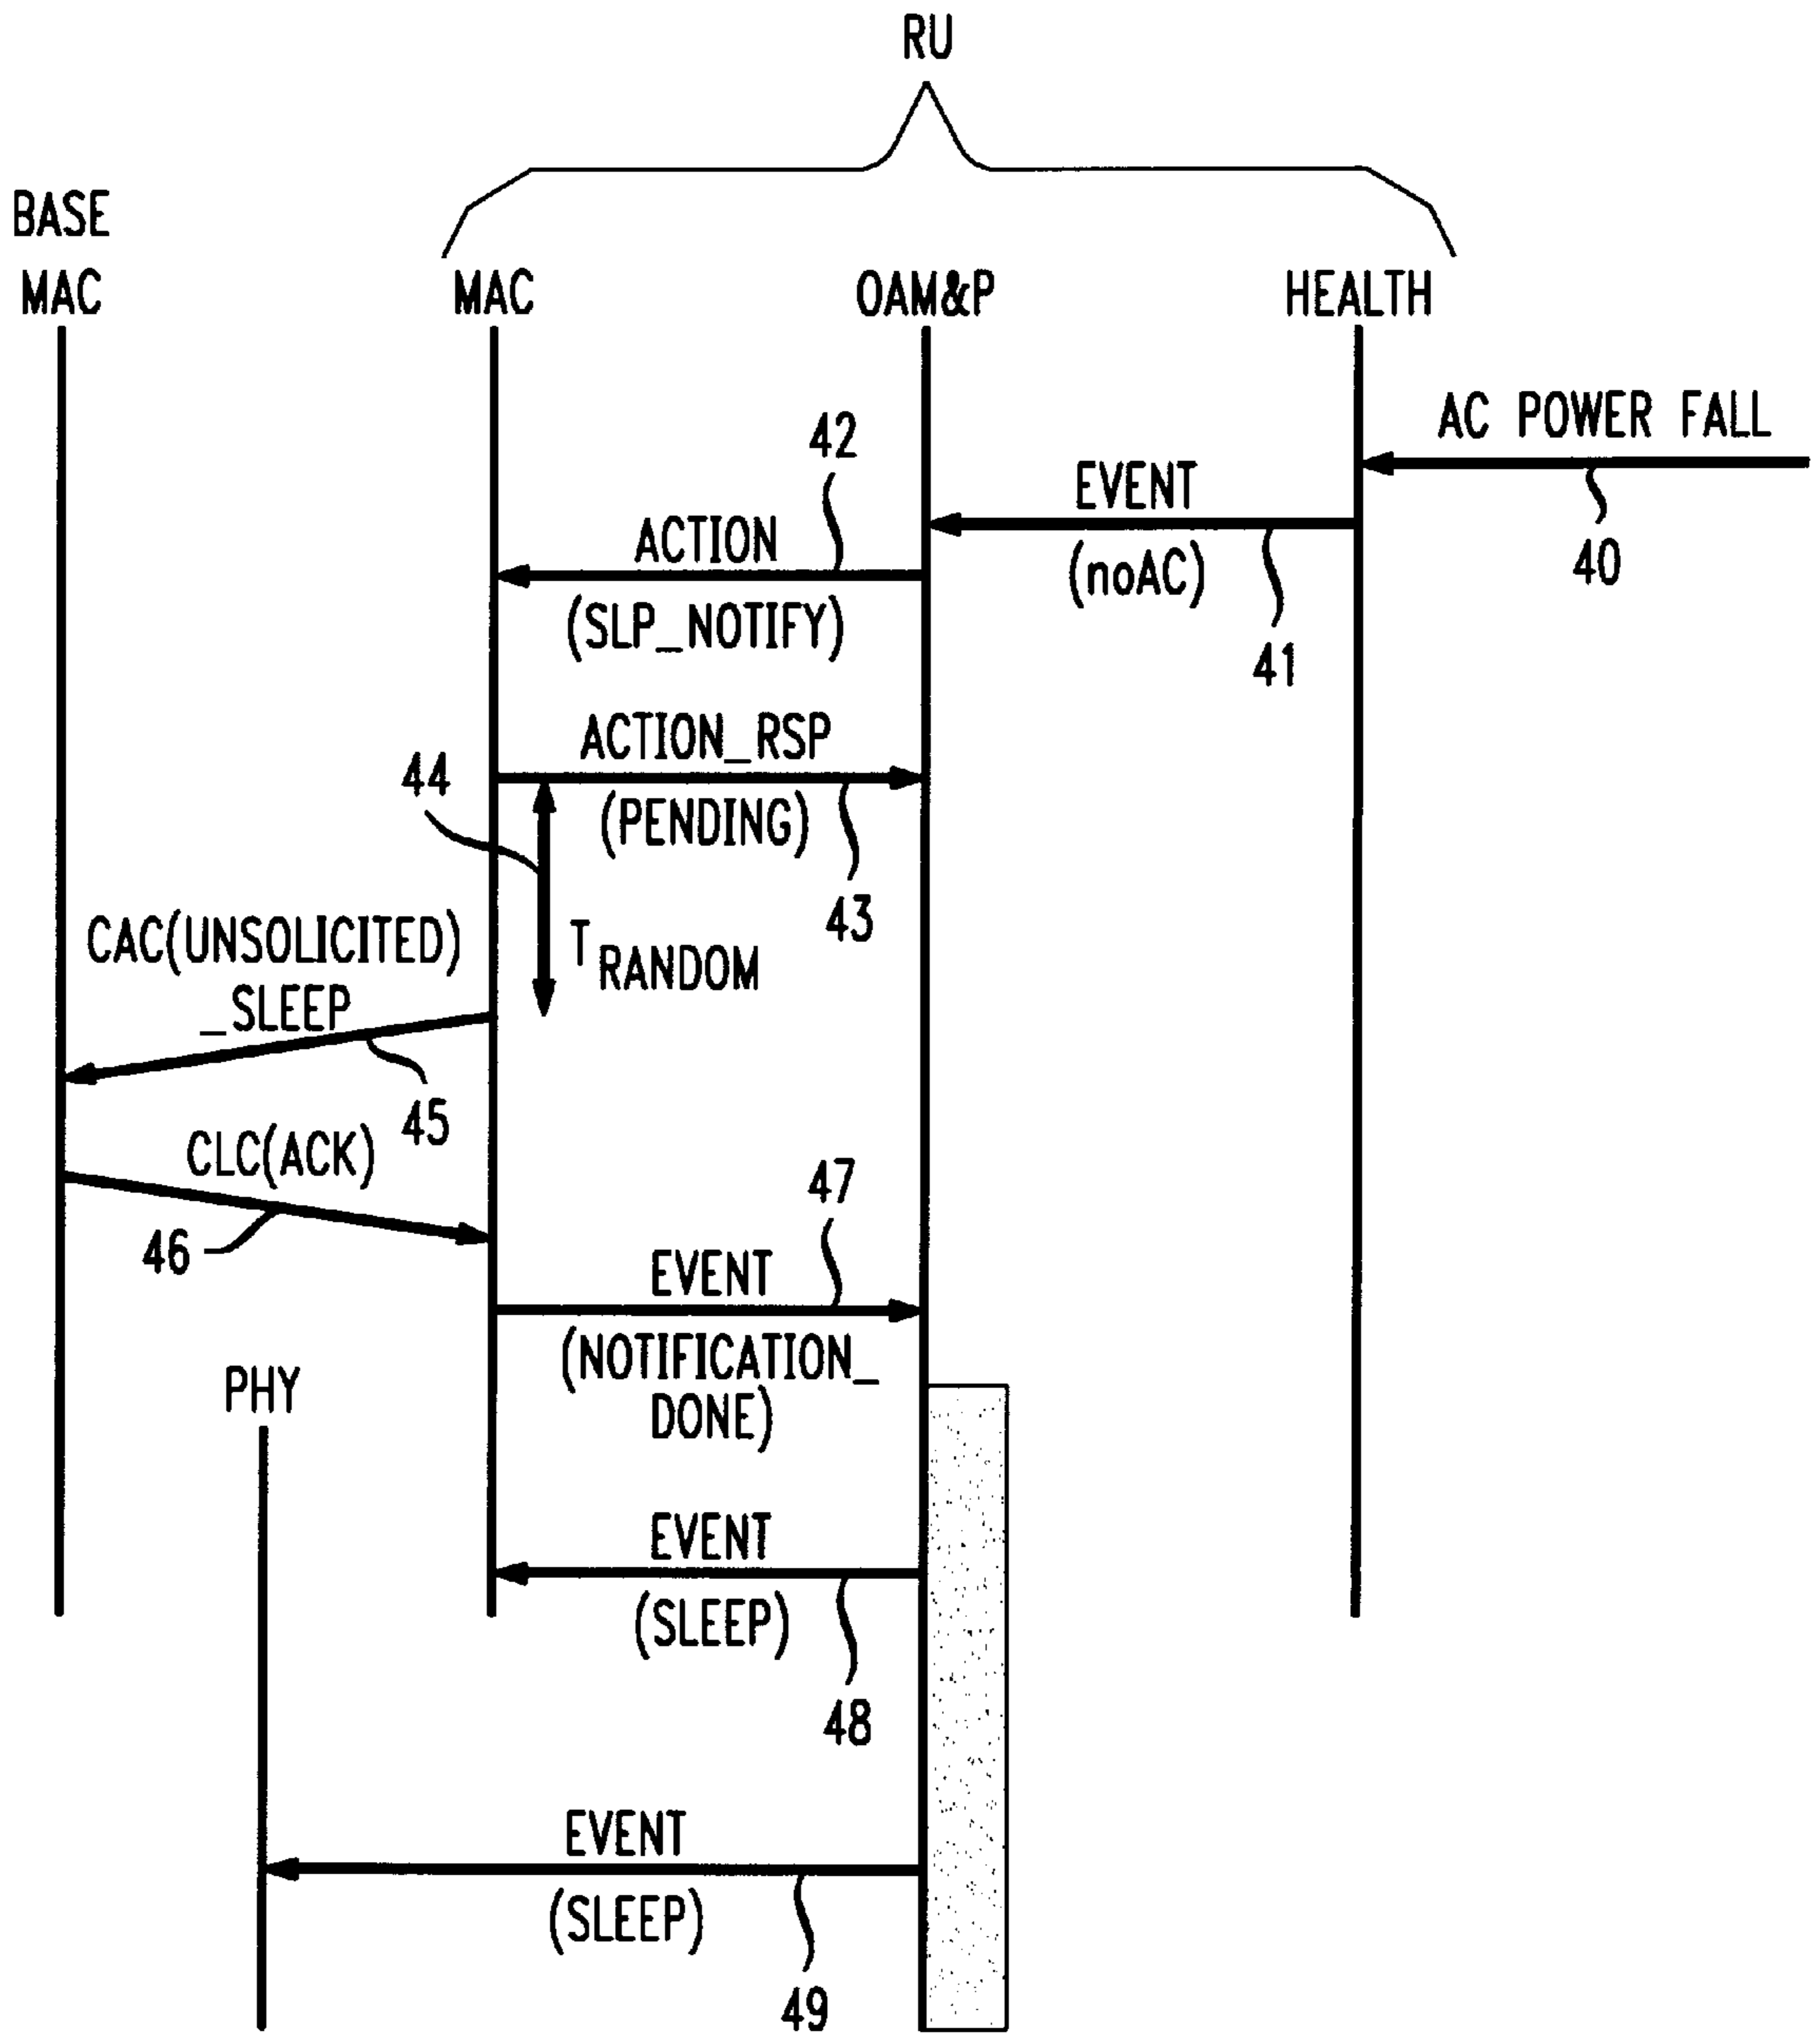 RU
BASE
MAC
MAC
OAM&P
HEALTH
AC POWER FALL
40
EVENT
(noAC)
41
42
ACTION
(SLP_NOTIFY)
ACTION_RSP
(PENDING)
43
44
T RANDOM
CAC(UNSOLICITED)
_SLEEP
45
CLC(ACK)
46
47
EVENT
(NOTIFICATION_
DONE)
PHY
EVENT
(SLEEP)
48
EVENT
(SLEEP)
49